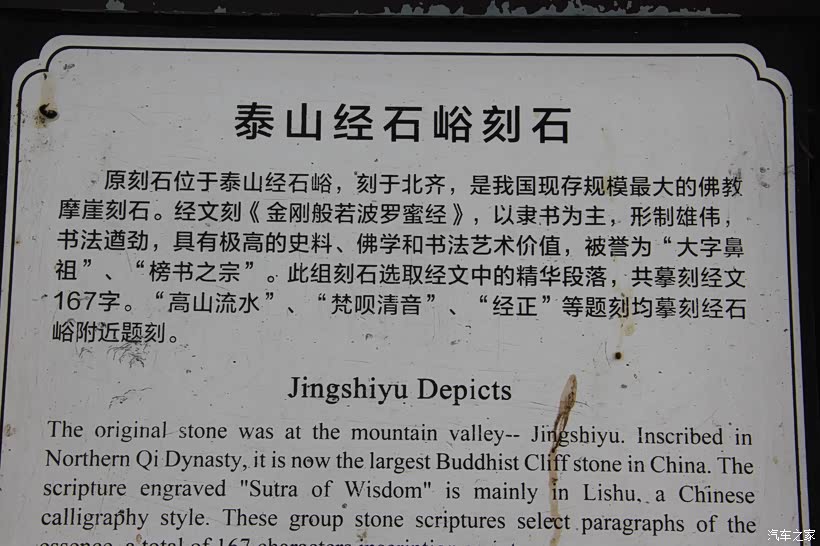 泰山经石峪刻石
原刻石位于泰山经石峪，刻于北齐，是我国现存规模最大的佛教
摩崖刻石。经文刻《金刚般若波罗蜜经》，以隶书为主，形制雄伟，
书法遒劲，具有极高的史料、佛学和书法艺术价值，被誉为“大字鼻
祖”、“榜书之宗”。此组刻石选取经文中的精华段落，共摹刻经文
167字。“高山流水”、“梵呗清音”、“经正”等题刻均摹刻经石
峪附近题刻。
Jingshiyu Depicts
The original stone was at the mountain valley-- Jingshiyu. Inscribed in
Northern Qi Dynasty, it is now the largest Buddhist Cliff stone in China. The
scripture engraved "Sutra of Wisdom" is mainly in Lishu, a Chinese
calligraphy style. These group stone scriptures select paragraphs of the
essence, a total of 167 characters inscription
汽车之家